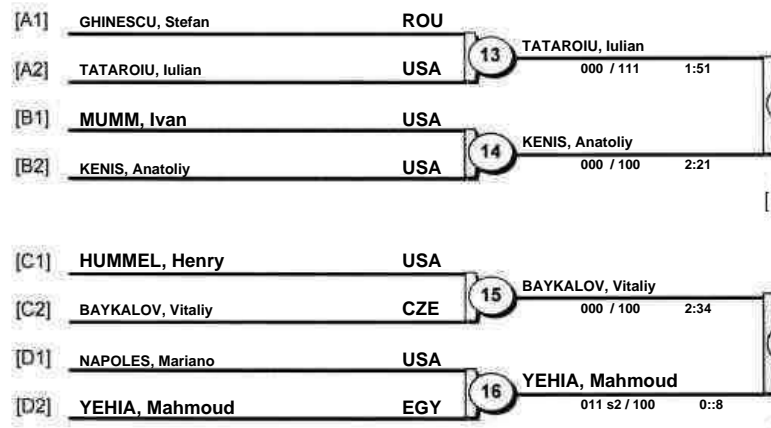 [A1] GHINESCU, Stefan ROU
13 TATAROIU, Iulian
[A2] TATAROIU, Iulian USA
000 / 111 1:51
[B1] MUMM, Ivan USA
14 KENIS, Anatoliy
[B2] KENIS, Anatoliy USA
000 / 100 2:21
[
[C1] HUMMEL, Henry USA
15 BAYKALOV, Vitaliy
[C2] BAYKALOV, Vitaliy CZE
000 / 100 2:34
[D1] NAPOLES, Mariano USA
16 YEHIA, Mahmoud
[D2] YEHIA, Mahmoud EGY
011 s2 / 100 0::8